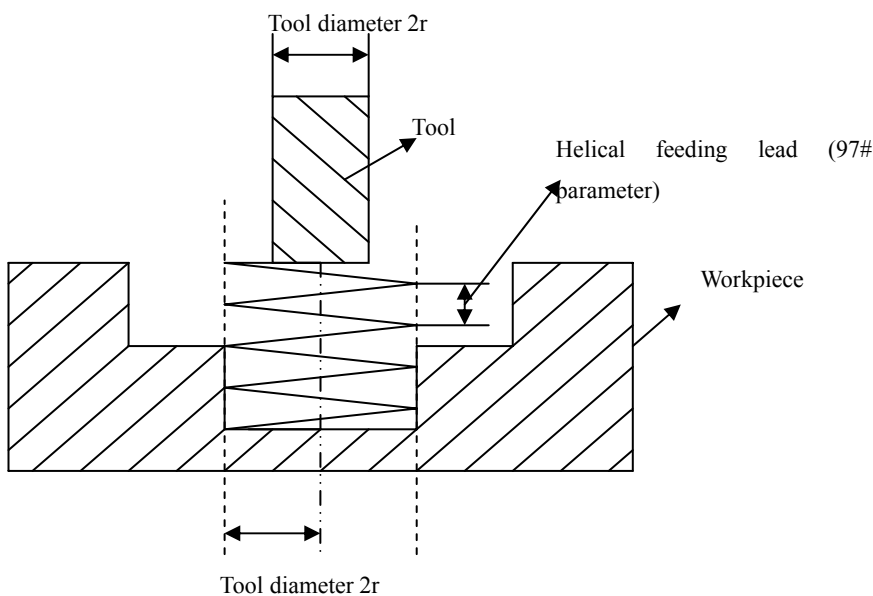 Tool diameter 2r
Tool
Helical feeding lead (97#
parameter)
Workpiece
Tool diameter 2r